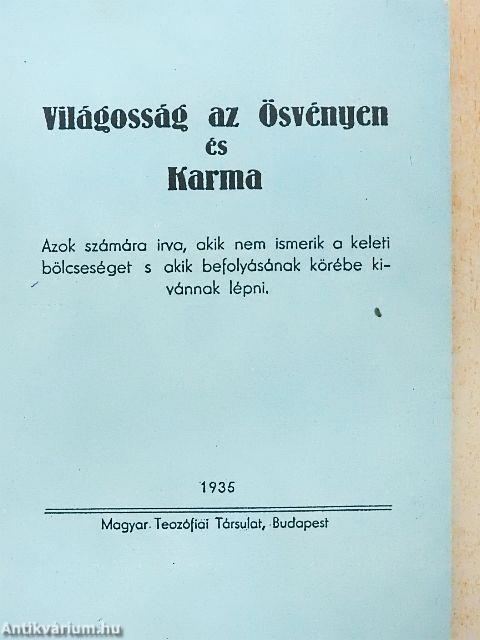 Világosság az Ösvényen
és
Karma
Azok számára irva, akik nem ismerik a keleti
bölcseséget s akik befolyásának körébe ki-
vánnak lépni.
1935
Magyar Teozófiai Társulat, Budapest
Antikvárium.hu